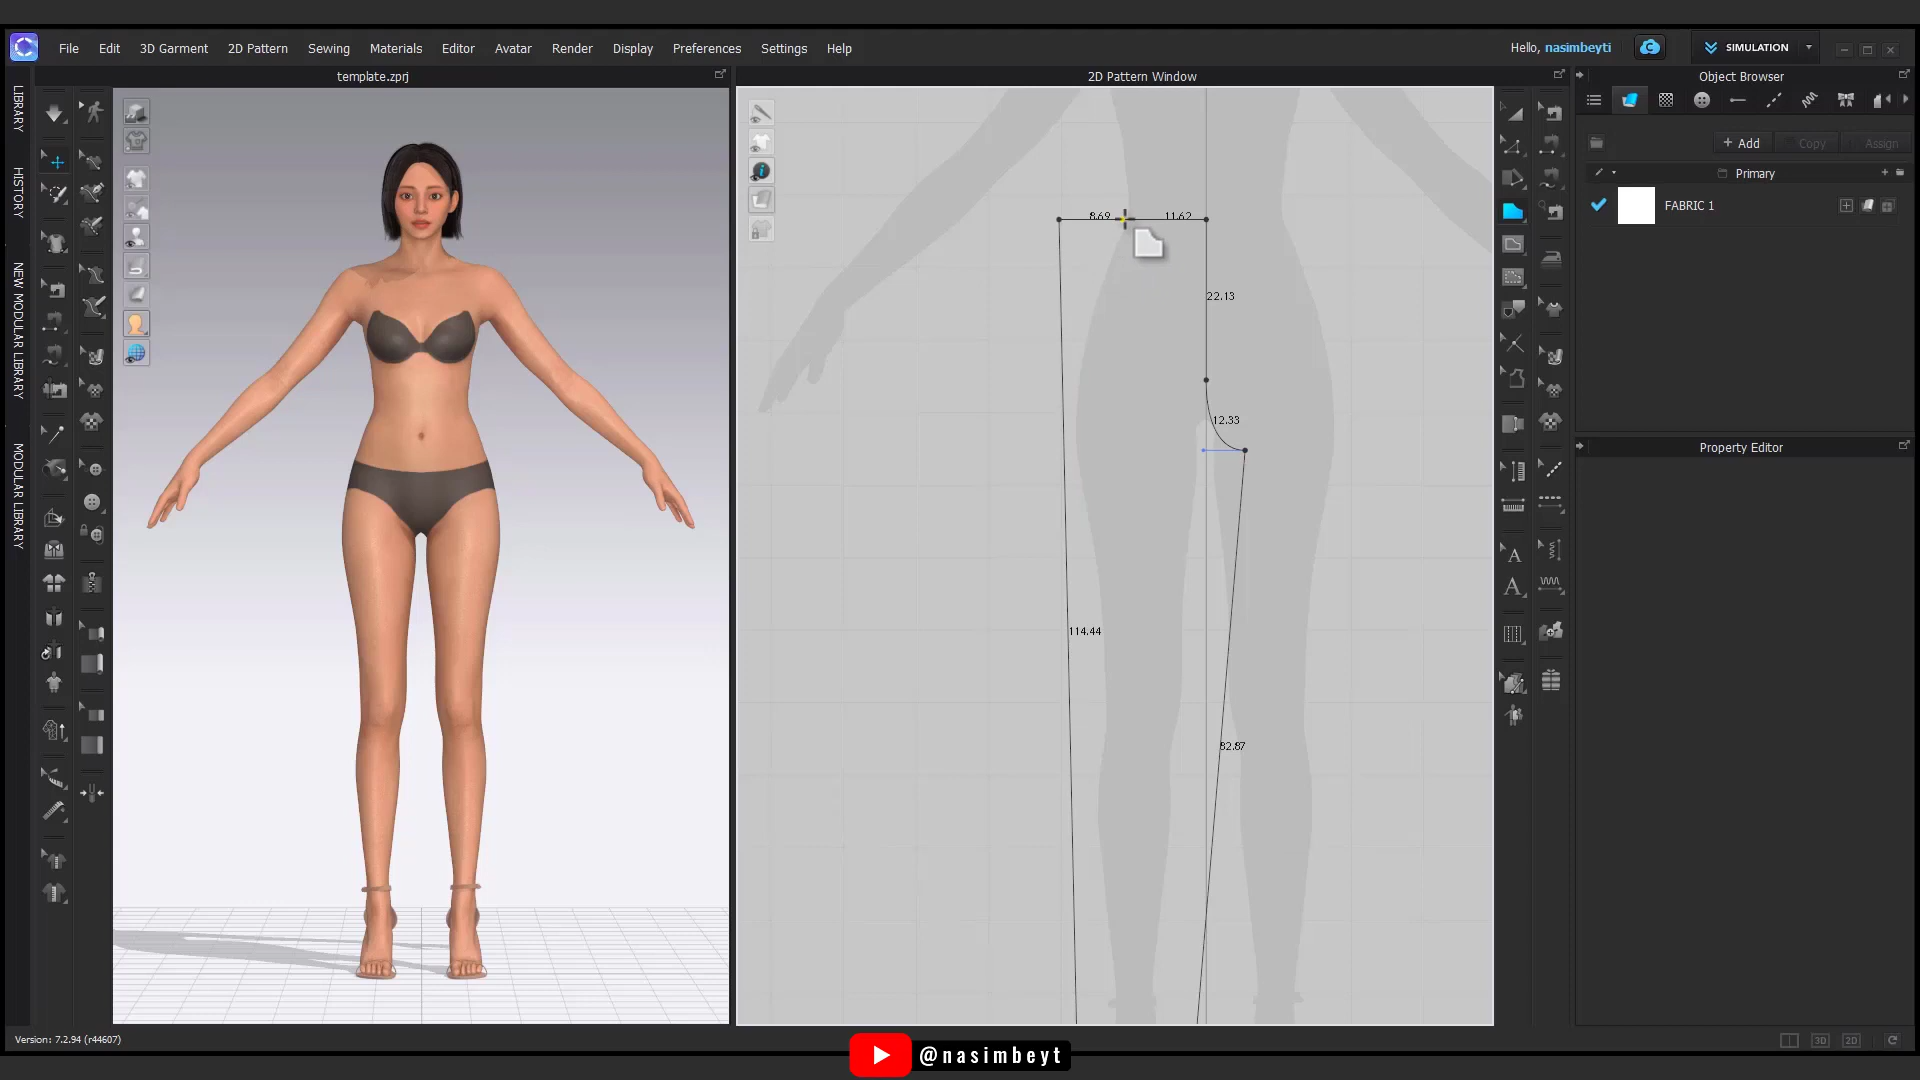 File Edit 3D Garment 2D Pattern Sewing Materials Editor Avatar Render Display Preferences Settings Help
Hello, nasimbeyti
SIMULATION
template.zprj
2D Pattern Window
Object Browser
LIBRARY
HISTORY
NEW MODULAR LIBRARY
MODULAR LIBRARY
+ Add
Copy
Assign
Primary
FABRIC 1
8.69
11.62
22.13
12.33
114.44
82.87
Property Editor
Version: 7.2.94 (r44607)
3D
2D
@nasimbeyt